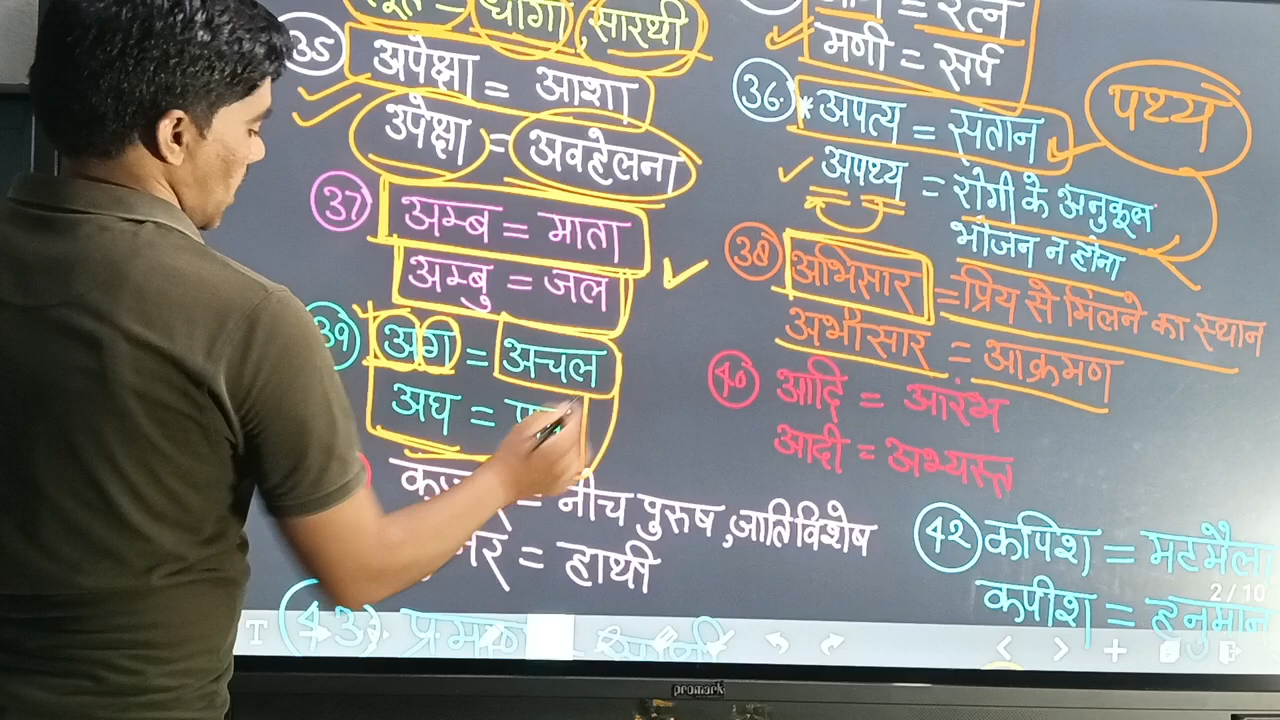 = धागा, सारथी
35 अपेक्षा = आशा
उपेक्षा = अवहेलना
37 अम्ब = माता
अम्बु = जल
39 अग = अचल
अघ =
= नीच पुरुष, जातिविशेष
= हाथी
43
= रत्न
मणी = सर्प
36. * अपत्य = संतान
पथ्य
अपथ्य = रोगी के अनुकूल
भोजन न होना
38 अभिसार = प्रिय से मिलने का स्थान
अभीसार = आक्रमण
40 आदि = आरंभ
आदी = अभ्यस्त
42 कपिश = मटमैला
कपीश = हनुमान
2 / 10
promark